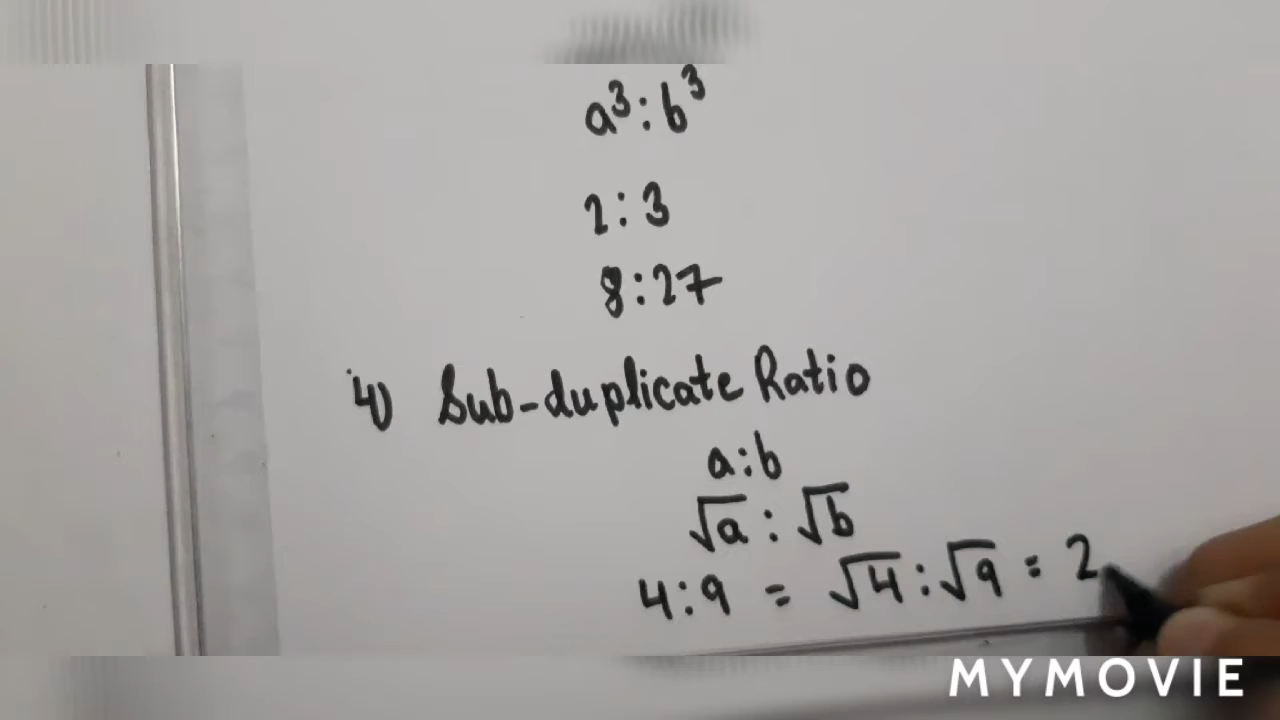 a³:b³
2:3
8:27
4) Sub-duplicate Ratio
a:b
√a : √b
4:9 = √4:√9 = 2
MYMOVIE